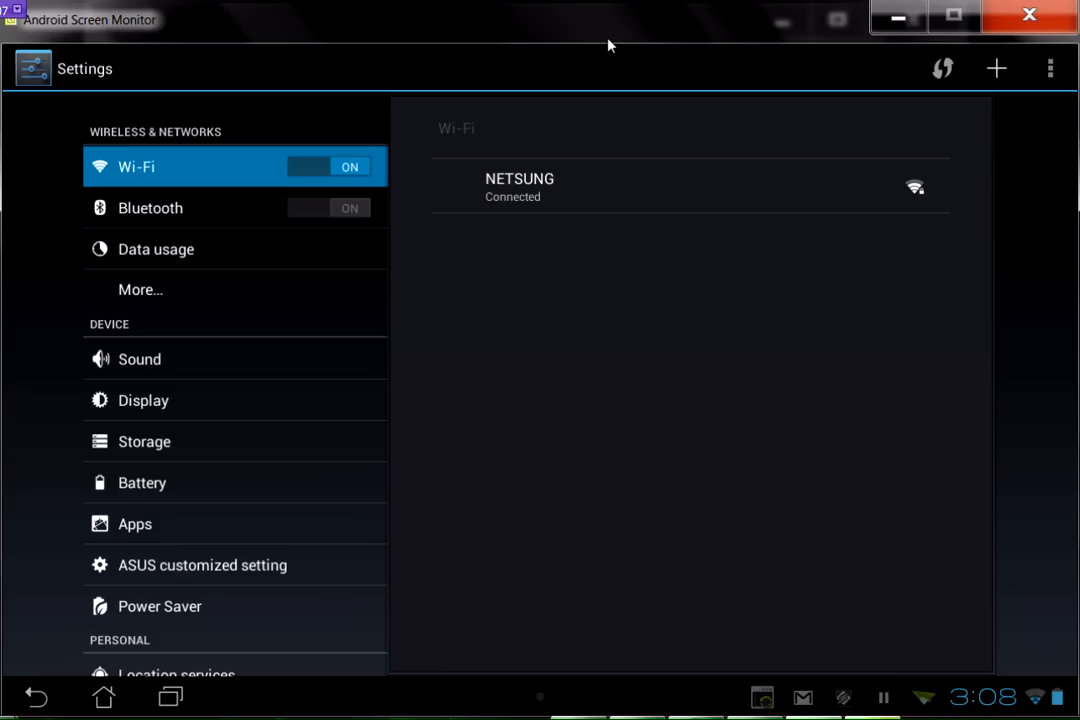 7
Android Screen Monitor
Settings
WIRELESS & NETWORKS
Wi-Fi
ON
Bluetooth
ON
Data usage
More...
DEVICE
Sound
Display
Storage
Battery
Apps
ASUS customized setting
Power Saver
PERSONAL
Location services
Wi-Fi
NETSUNG
Connected
3:08